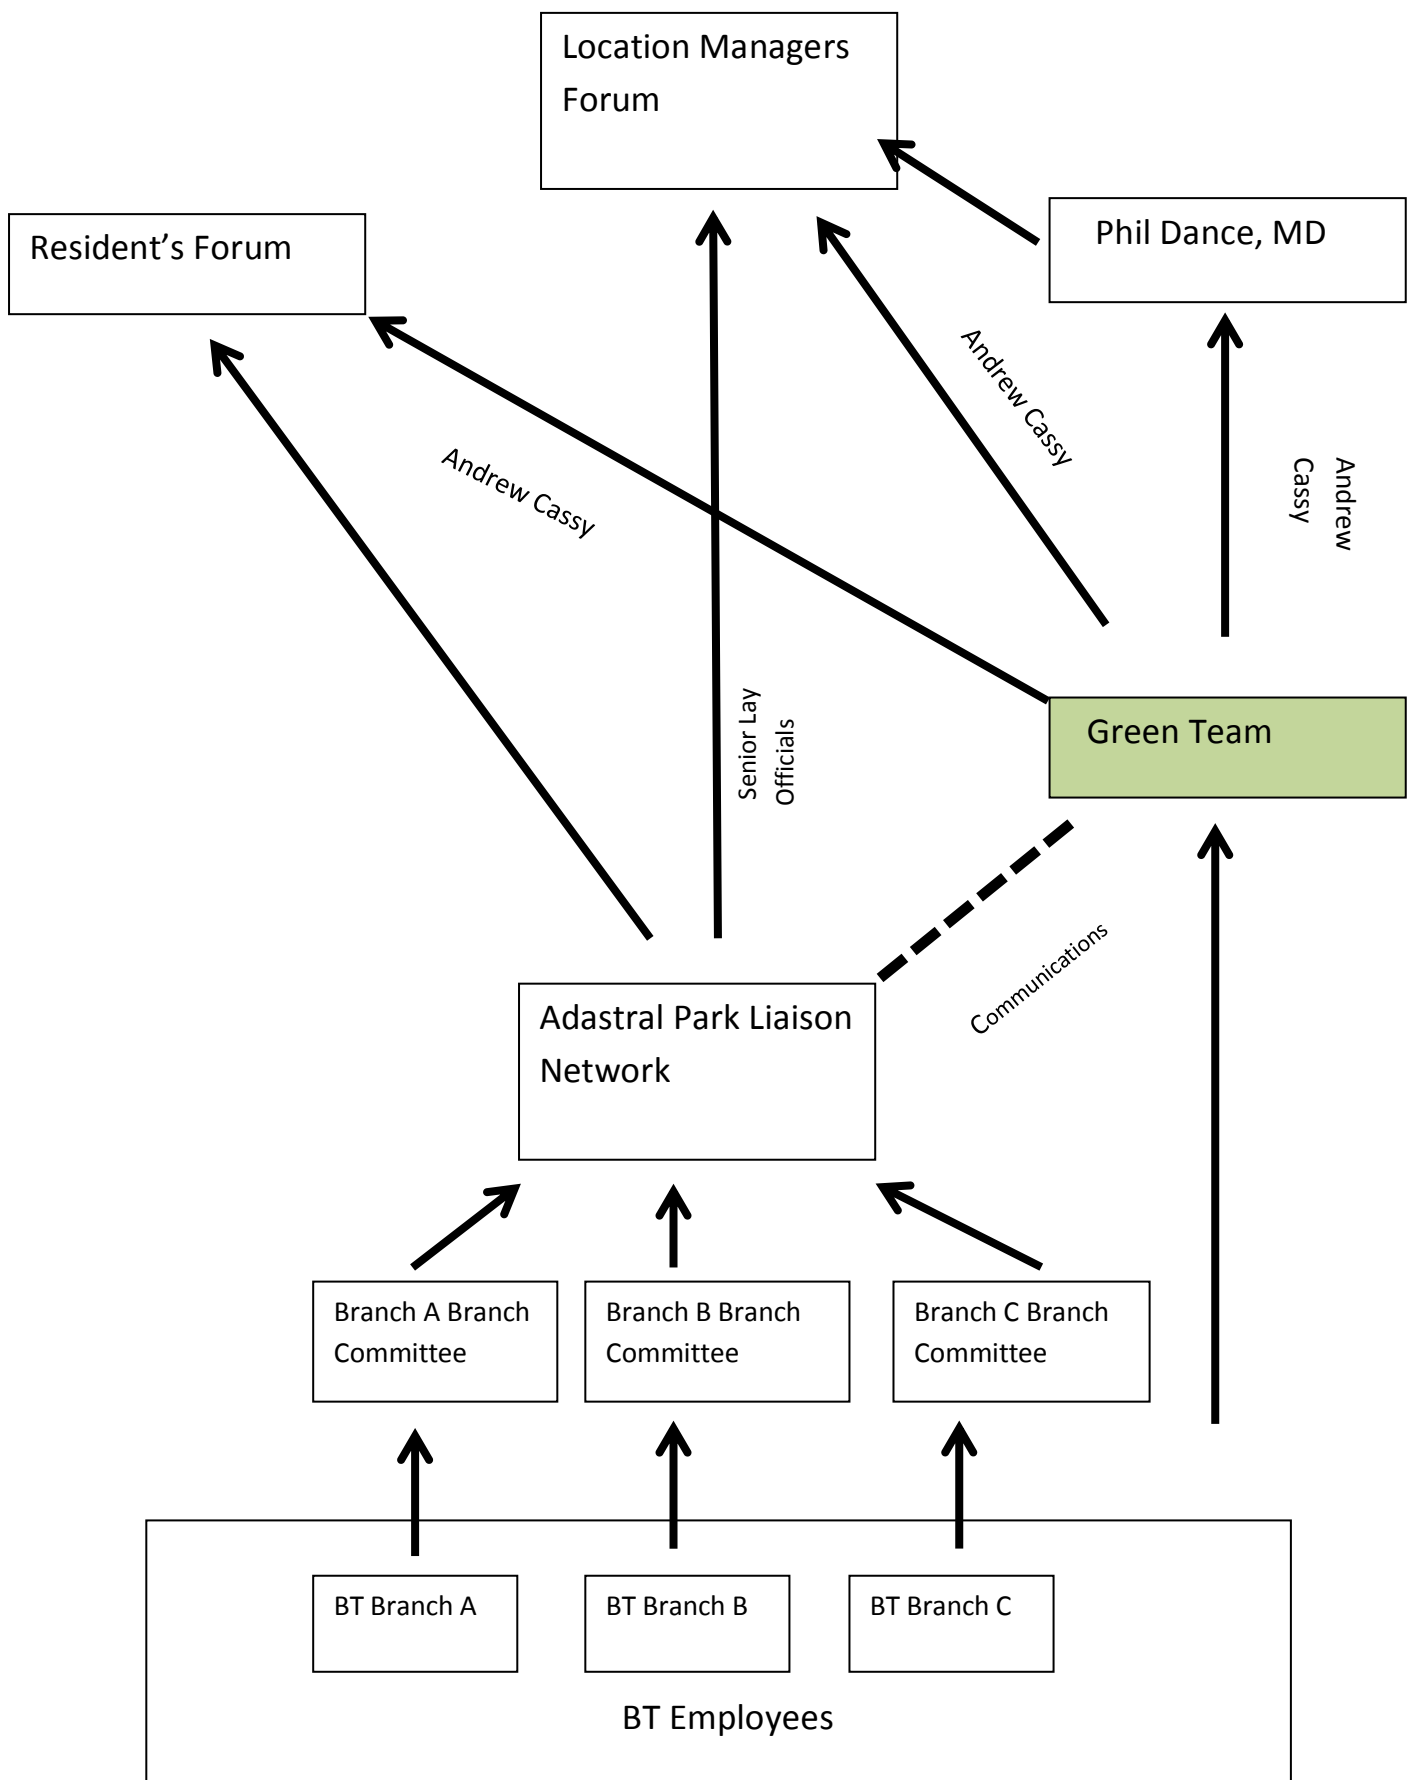 Location Managers
Forum
Resident’s Forum
Phil Dance, MD
Andrew Cassy
Andrew Cassy
Andrew
Cassy
Senior Lay
Officials
Green Team
Communications
Adastral Park Liaison
Network
Branch A Branch
Committee
Branch B Branch
Committee
Branch C Branch
Committee
BT Branch A
BT Branch B
BT Branch C
BT Employees